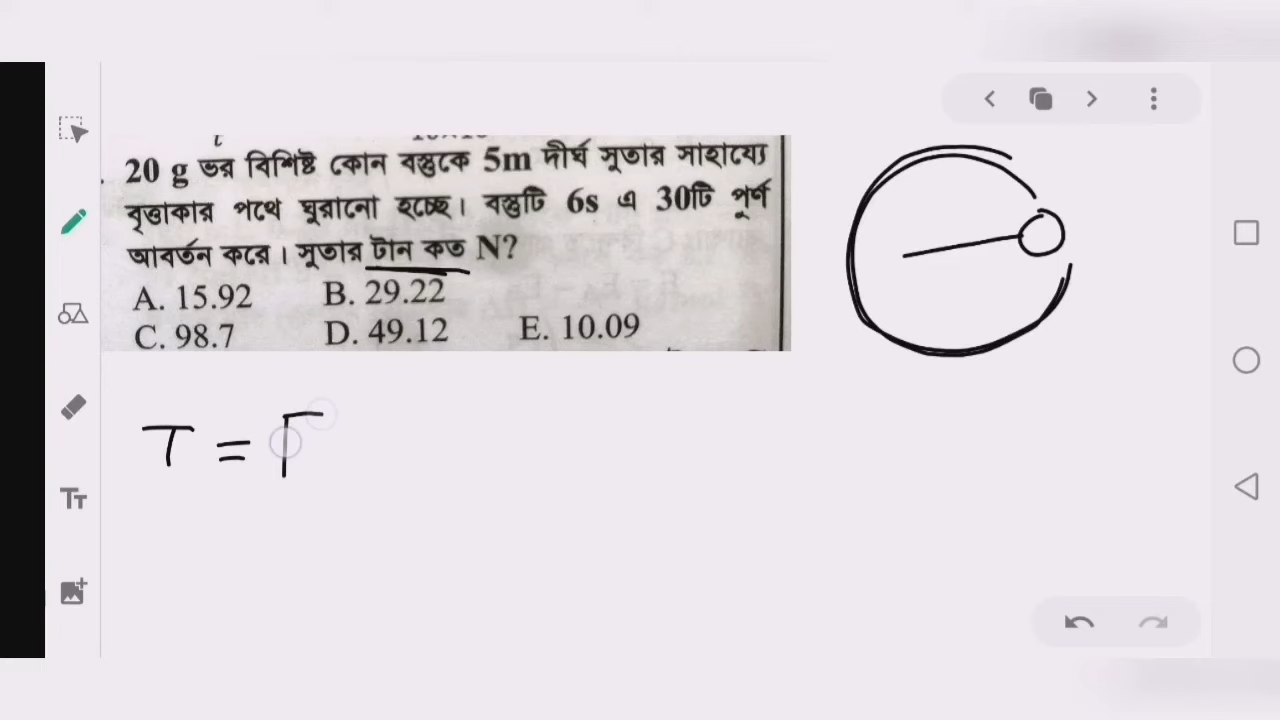 20 g ভর বিশিষ্ট কোন বস্তুকে 5m দীর্ঘ সুতার সাহায্যে
বৃত্তাকার পথে ঘুরানো হচ্ছে। বস্তুটি 6s এ 30টি পূর্ণ
আবর্তন করে। সুতার টান কত N?
A. 15.92 B. 29.22
C. 98.7 D. 49.12 E. 10.09
T =
TT